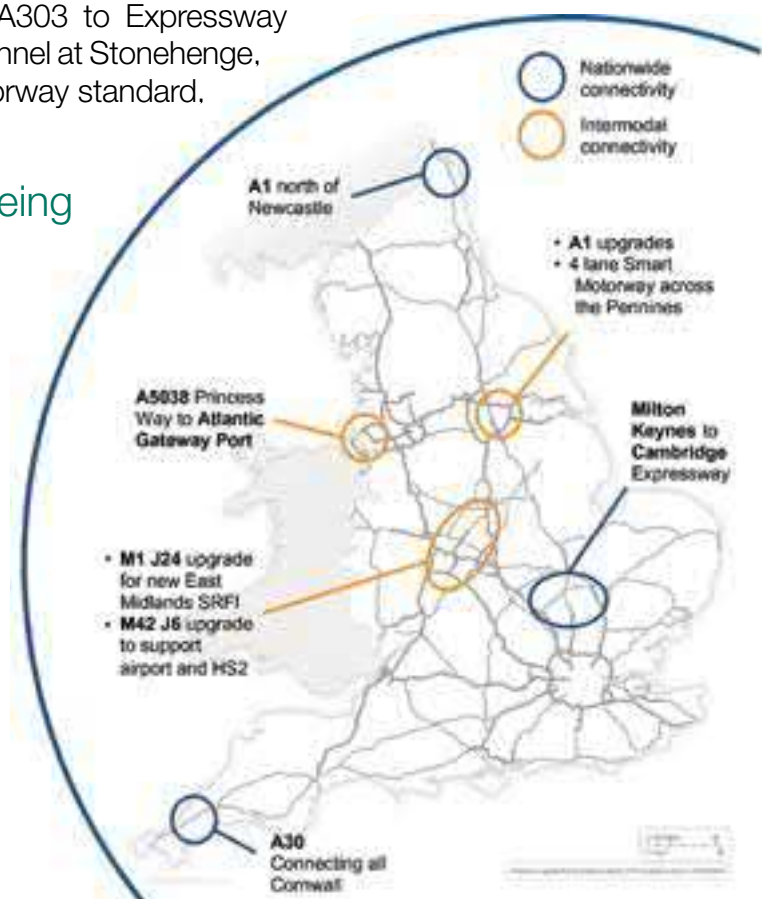 A303 to Expressway
nnel at Stonehenge,
orway standard,
eing
Nationwide
connectivity
Intermodal
connectivity
A1 north of
Newcastle
• A1 upgrades
• 4 lane Smart
Motorway across
the Pennines
A5038 Princess
Way to Atlantic
Gateway Port
Milton
Keynes to
Cambridge
Expressway
• M1 J24 upgrade
for new East
Midlands SRFI
• M42 J6 upgrade
to support
airport and HS2
A30
Connecting all
Cornwall